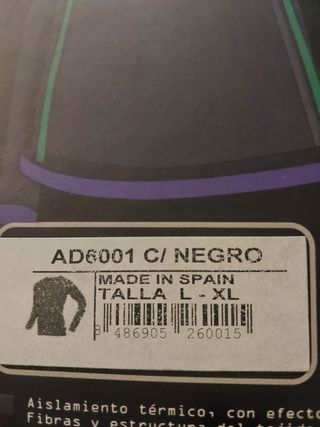 AD6001 C/ NEGRO
MADE IN SPAIN
TALLA L - XL
8 486905 260015
Aislamiento térmico, con efecto
Fibras y estructura del tejido